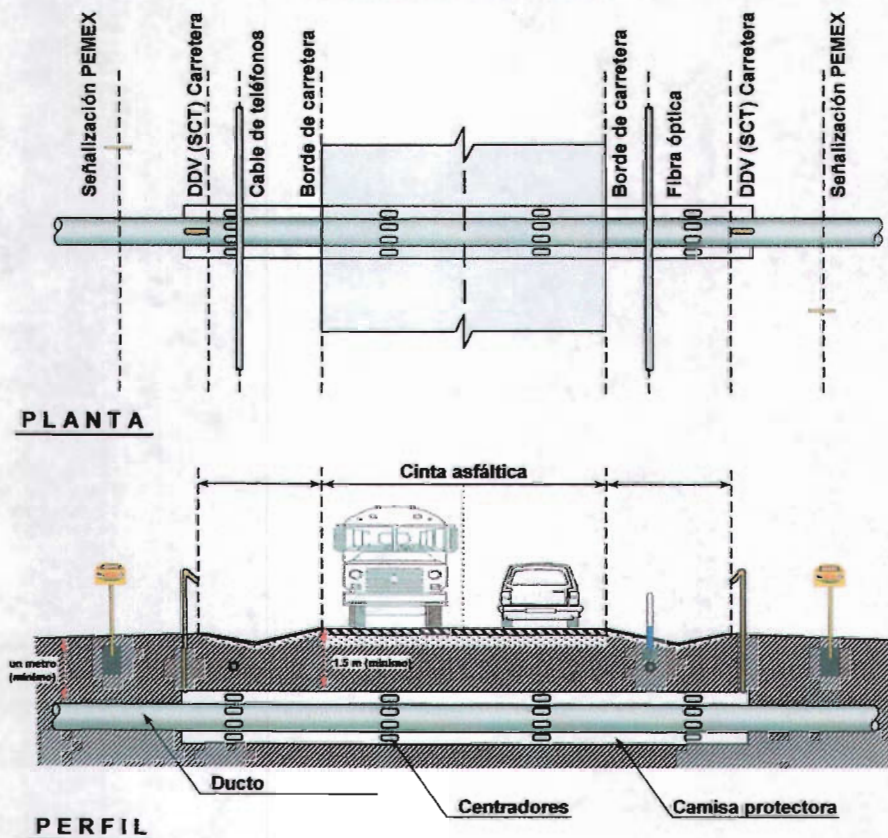 Señalización PEMEX
DDV (SCT) Carretera
Cable de teléfonos
Borde de carretera
Borde de carretera
Fibra óptica
DDV (SCT) Carretera
Señalización PEMEX
PLANTA
Cinta asfáltica
un metro
(mínimo)
1.5 m (mínimo)
Ducto
Centradores
Camisa protectora
PERFIL